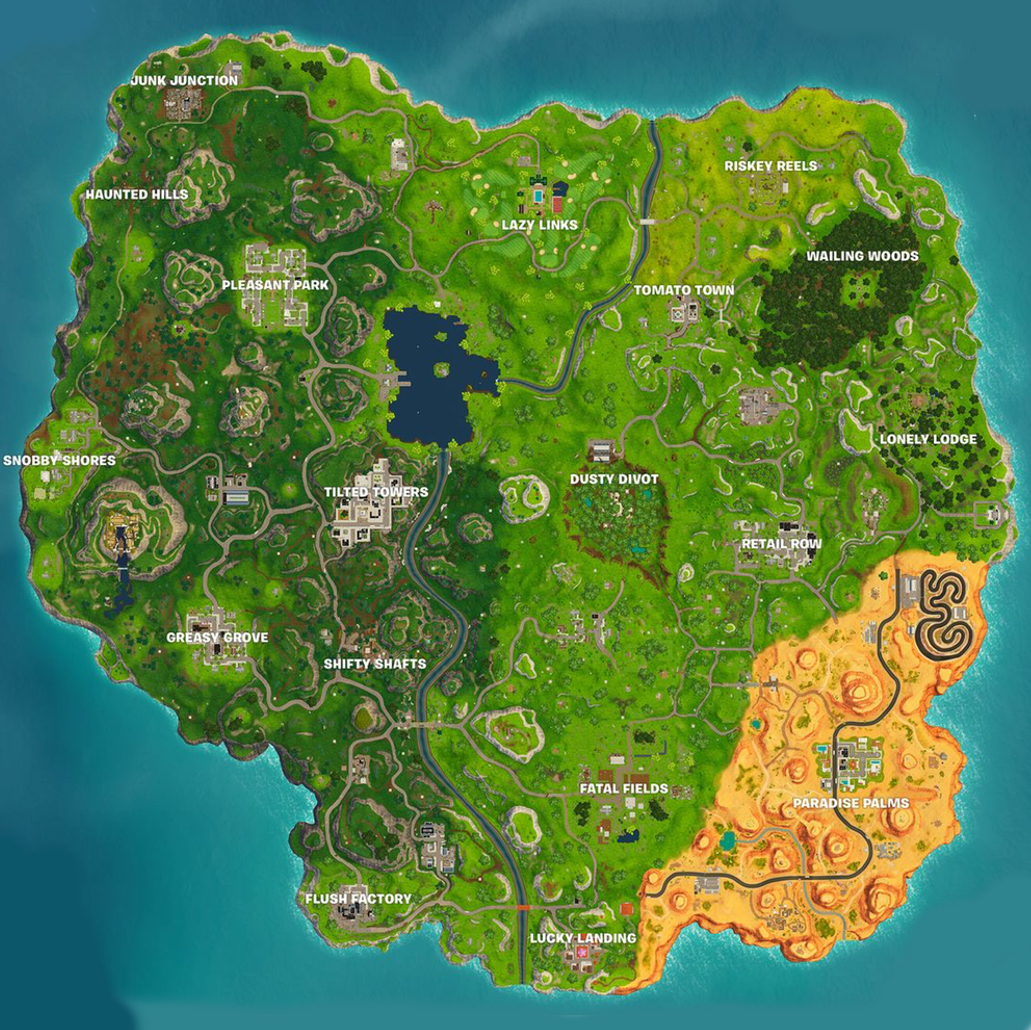 JUNK JUNCTION
RISKEY REELS
HAUNTED HILLS
LAZY LINKS
WAILING WOODS
PLEASANT PARK
TOMATO TOWN
LONELY LODGE
SNOBBY SHORES
DUSTY DIVOT
TILTED TOWERS
RETAIL ROW
GREASY GROVE
SHIFTY SHAFTS
FATAL FIELDS
PARADISE PALMS
FLUSH FACTORY
LUCKY LANDING